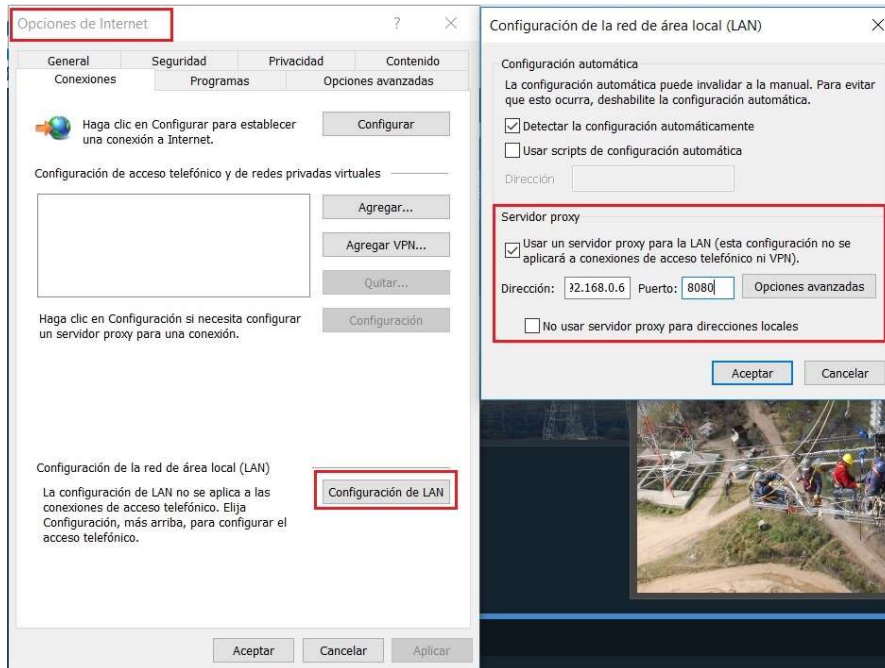 Opciones de Internet
?
General
Seguridad
Privacidad
Contenido
Conexiones
Programas
Opciones avanzadas
Haga clic en Configurar para establecer
una conexión a Internet.
Configurar
Configuración de acceso telefónico y de redes privadas virtuales
Agregar...
Agregar VPN...
Quitar...
Configuración
Haga clic en Configuración si necesita configurar
un servidor proxy para una conexión.
Configuración de la red de área local (LAN)
La configuración de LAN no se aplica a las
conexiones de acceso telefónico. Elija
Configuración, más arriba, para configurar el
acceso telefónico.
Configuración de LAN
Aceptar
Cancelar
Aplicar
Configuración de la red de área local (LAN)
Configuración automática
La configuración automática puede invalidar a la manual. Para evitar
que esto ocurra, deshabilite la configuración automática.
Detectar la configuración automáticamente
Usar scripts de configuración automática
Dirección
Servidor proxy
Usar un servidor proxy para la LAN (esta configuración no se
aplicará a conexiones de acceso telefónico ni VPN).
Dirección:
92.168.0.6
Puerto:
8080
Opciones avanzadas
No usar servidor proxy para direcciones locales
Aceptar
Cancelar